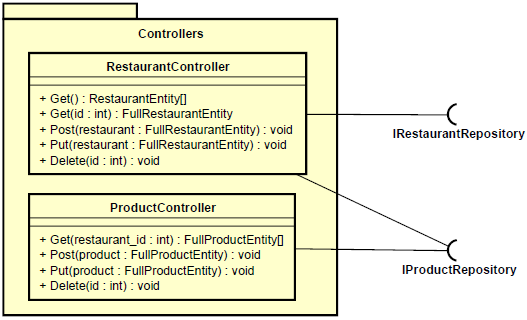 Controllers
RestaurantController
+ Get() : RestaurantEntity[]
+ Get(id : int) : FullRestaurantEntity
+ Post(restaurant : FullRestaurantEntity) : void
+ Put(restaurant : FullRestaurantEntity) : void
+ Delete(id : int) : void
IRestaurantRepository
ProductController
+ Get(restaurant_id : int) : FullProductEntity[]
+ Post(product : FullProductEntity) : void
+ Put(product : FullProductEntity) : void
+ Delete(id : int) : void
IProductRepository